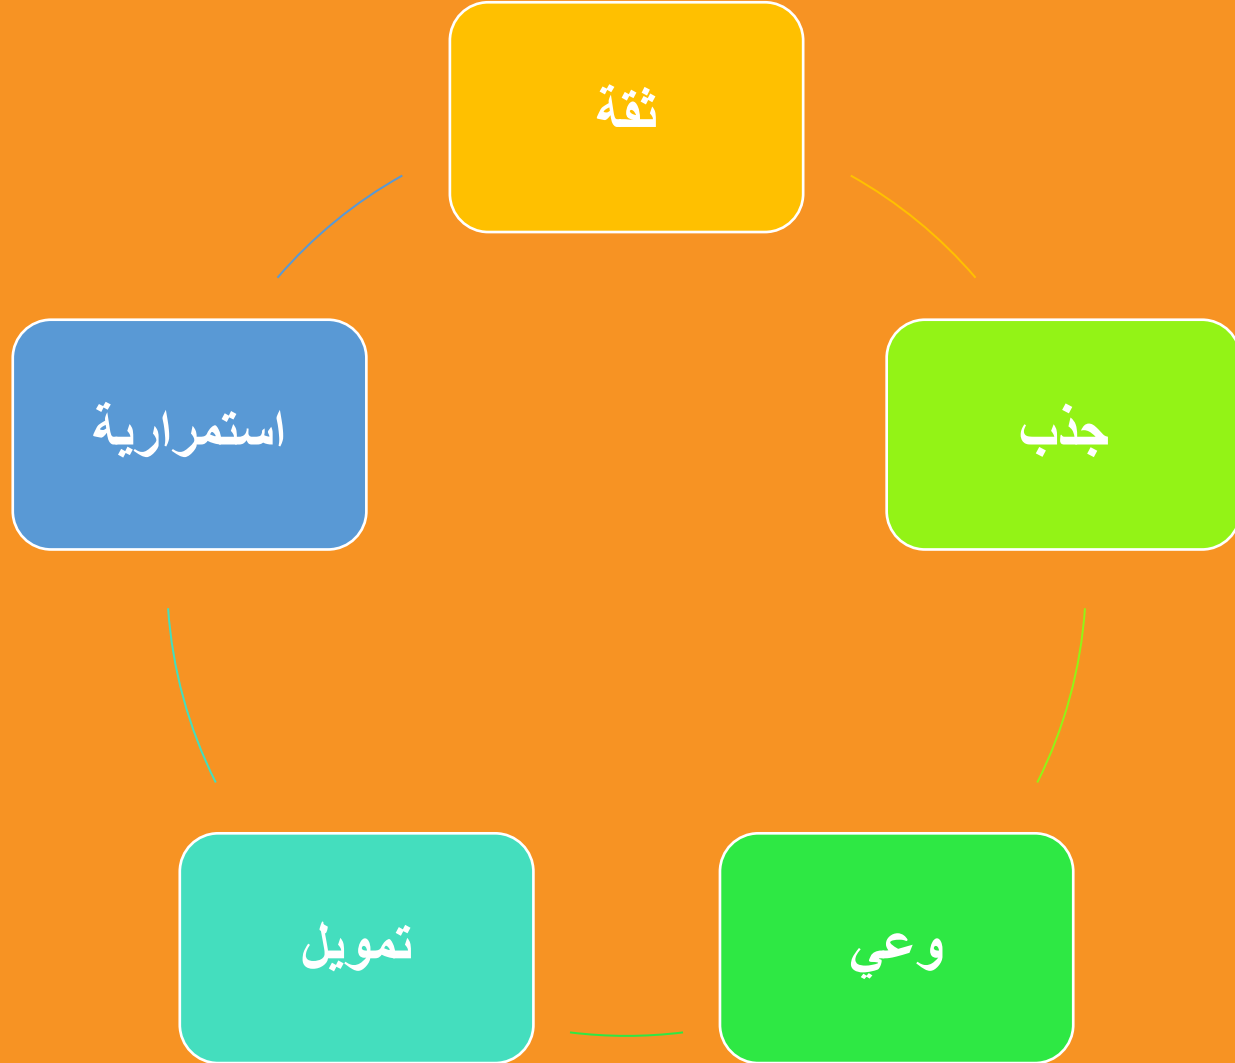 ثقة
جذب
وعي
تمويل
استمرارية